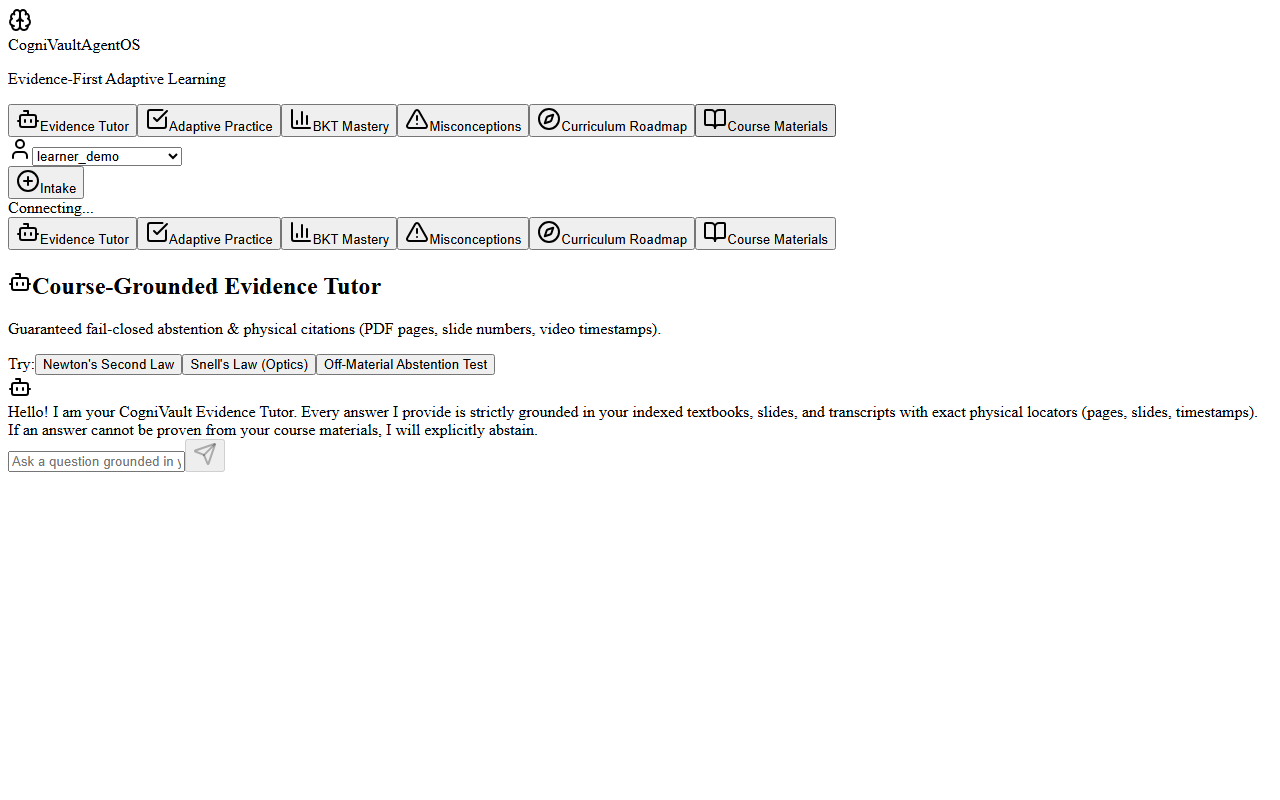 CogniVaultAgentOS
Evidence-First Adaptive Learning
Evidence Tutor Adaptive Practice BKT Mastery Misconceptions Curriculum Roadmap Course Materials
learner_demo
Intake
Connecting...
Evidence Tutor Adaptive Practice BKT Mastery Misconceptions Curriculum Roadmap Course Materials
Course-Grounded Evidence Tutor
Guaranteed fail-closed abstention & physical citations (PDF pages, slide numbers, video timestamps).
Try: Newton's Second Law Snell's Law (Optics) Off-Material Abstention Test
Hello! I am your CogniVault Evidence Tutor. Every answer I provide is strictly grounded in your indexed textbooks, slides, and transcripts with exact physical locators (pages, slides, timestamps).
If an answer cannot be proven from your course materials, I will explicitly abstain.
Ask a question grounded in